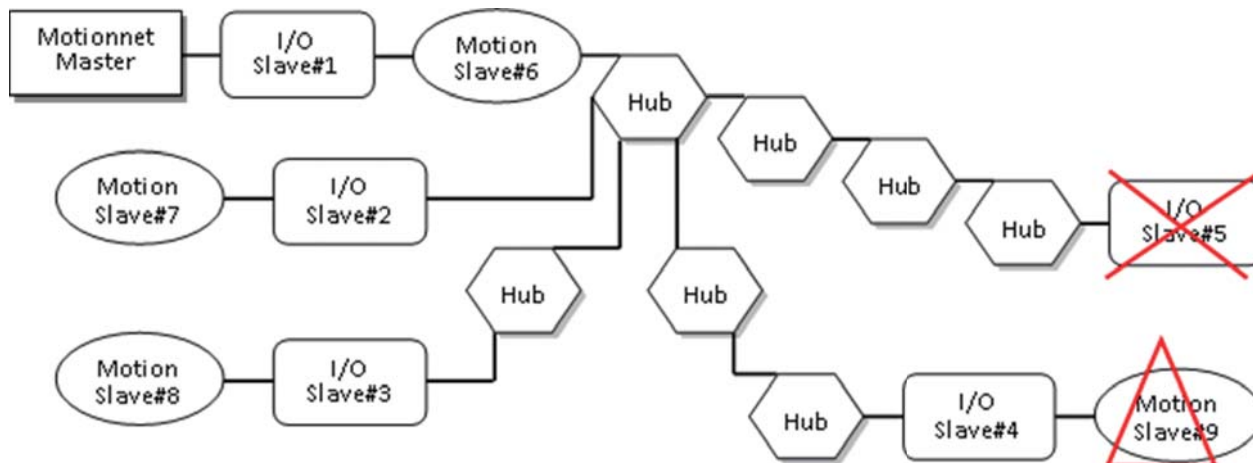 Motionnet
Master
I/O
Slave#1
Motion
Slave#6
Hub
Hub
Hub
Hub
I/O
Slave#5
Motion
Slave#7
I/O
Slave#2
Hub
Hub
Motion
Slave#8
I/O
Slave#3
Hub
I/O
Slave#4
Motion
Slave#9